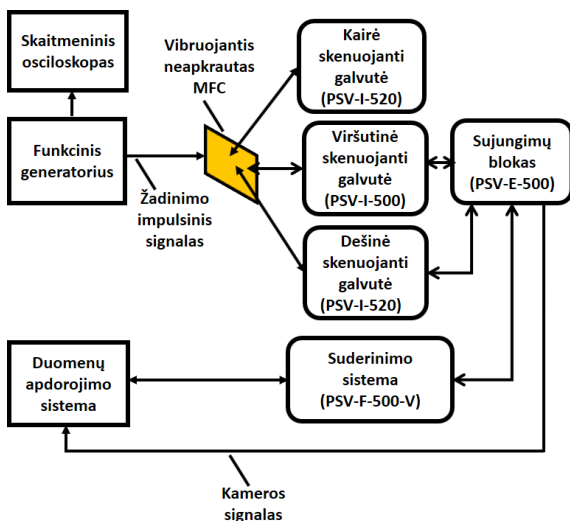 Skaitmeninis
osciloskopas
Vibruojantis
neapkrautas
MFC
Kairė
skenuojanti
galvutė
(PSV-I-520)
Funkcinis
generatorius
Žadinimo
impulsinis
signalas
Viršutinė
skenuojanti
galvutė
(PSV-I-500)
Sujungimų
blokas
(PSV-E-500)
Dešinė
skenuojanti
galvutė
(PSV-I-520)
Duomenų
apdorojimo
sistema
Suderinimo
sistema
(PSV-F-500-V)
Kameros
signalas